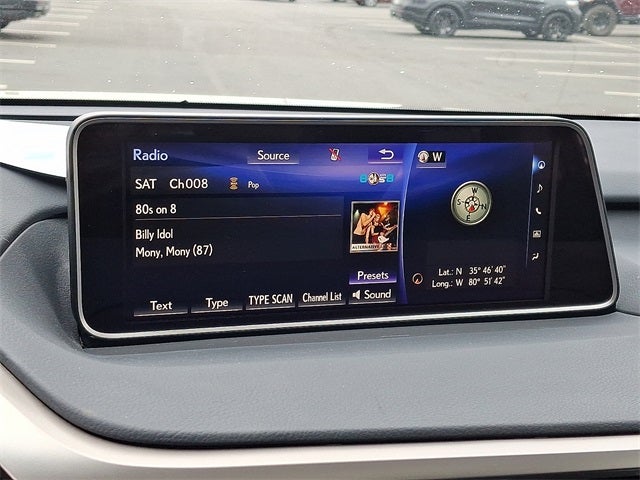 Radio
Source
W
SAT Ch008 Pop
80s on 8
Billy Idol
Mony, Mony (87)
W
S N
E
Presets
Lat.: N 35° 46' 40"
Long.: W 80° 51' 42"
Text Type TYPE SCAN Channel List Sound